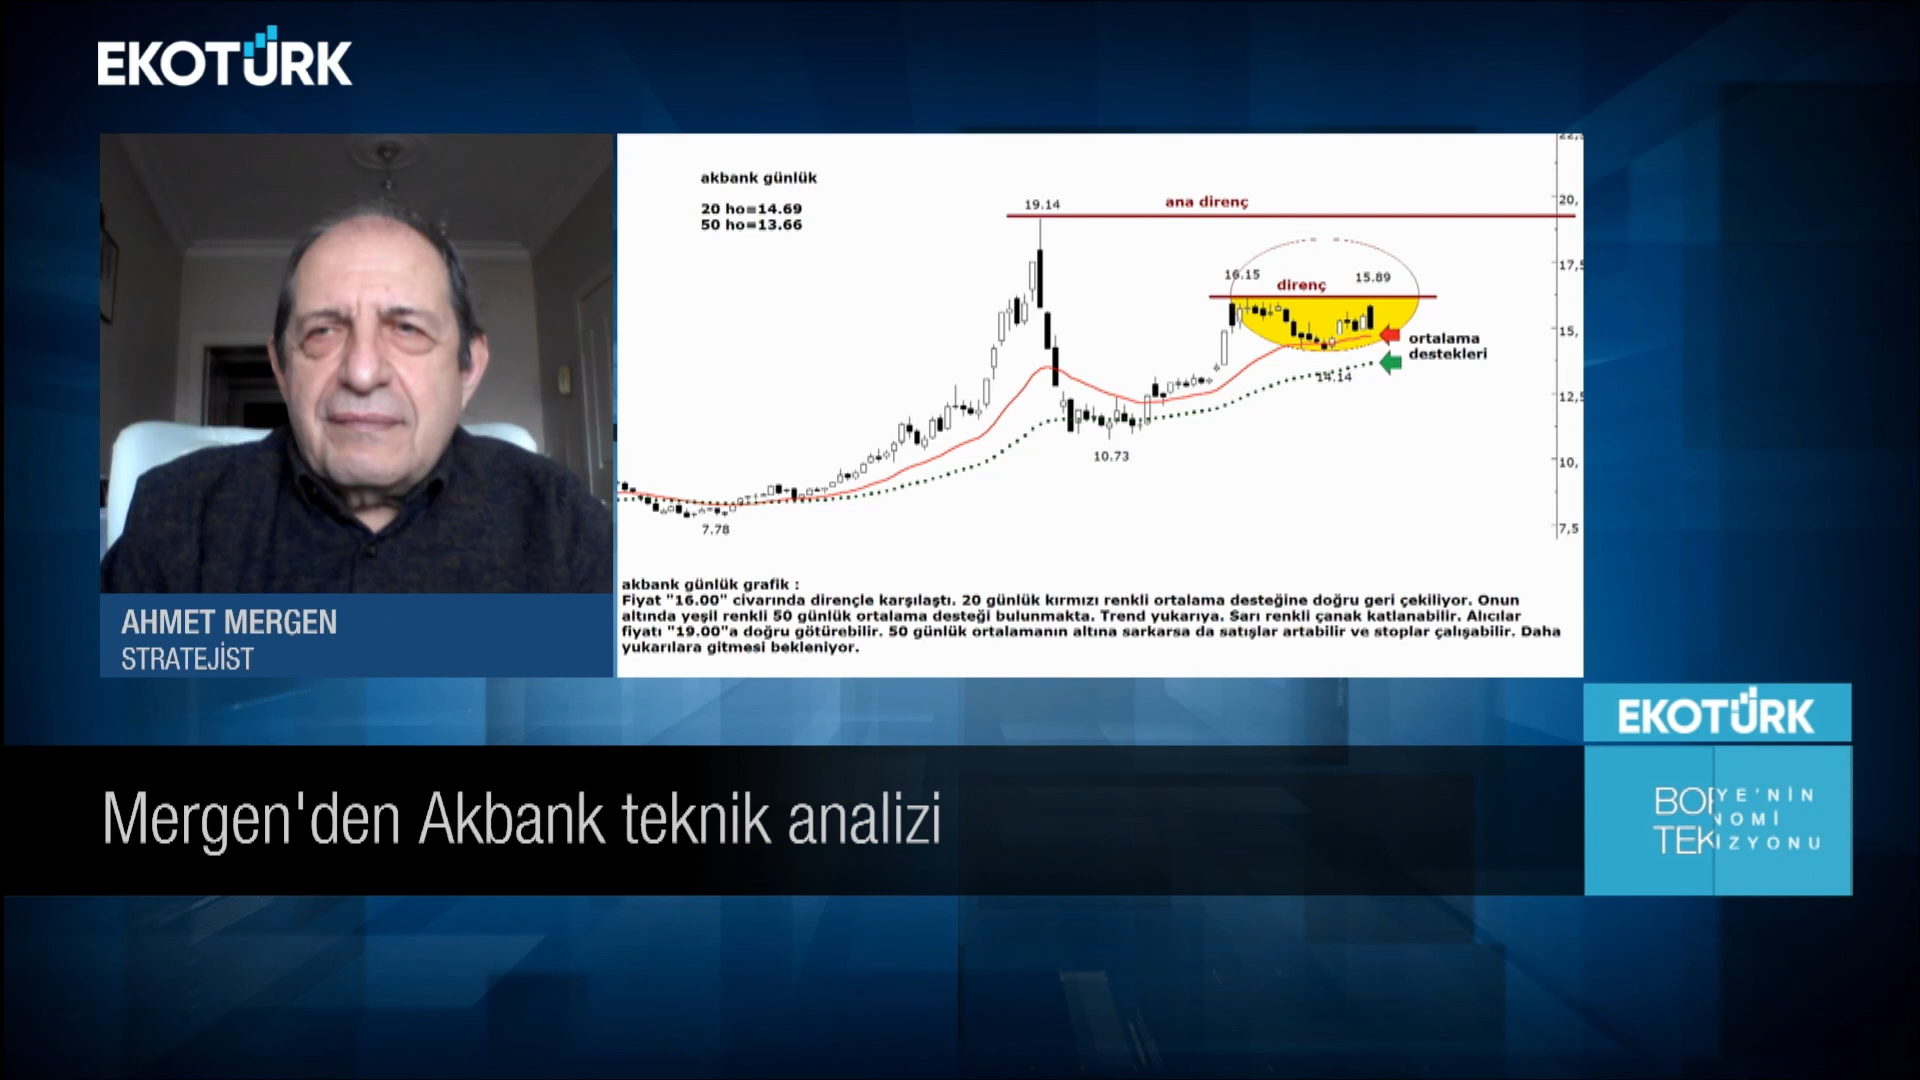 EKOTÜRK
akbank günlük
20 ho=14.69
50 ho=13.66
19.14
ana direnç
20,
17,5
16.15
15.89
direnç
15,
ortalama
destekleri
14.14
12,5
10.73
10,
7.78
7,5
akbank günlük grafik :
Fiyat "16.00" civarında dirençle karşılaştı. 20 günlük kırmızı renkli ortalama desteğine doğru geri çekiliyor. Onun
altında yeşil renkli 50 günlük ortalama desteği bulunmakta. Trend yukarıya. Sarı renkli çanak katlanabilir. Alıcılar
fiyatı "19.00"a doğru götürebilir. 50 günlük ortalamanın altına sarkarsa da satışlar artabilir ve stoplar çalışabilir. Daha
yukarılara gitmesi bekleniyor.
AHMET MERGEN
STRATEJİST
EKOTÜRK
Mergen'den Akbank teknik analizi